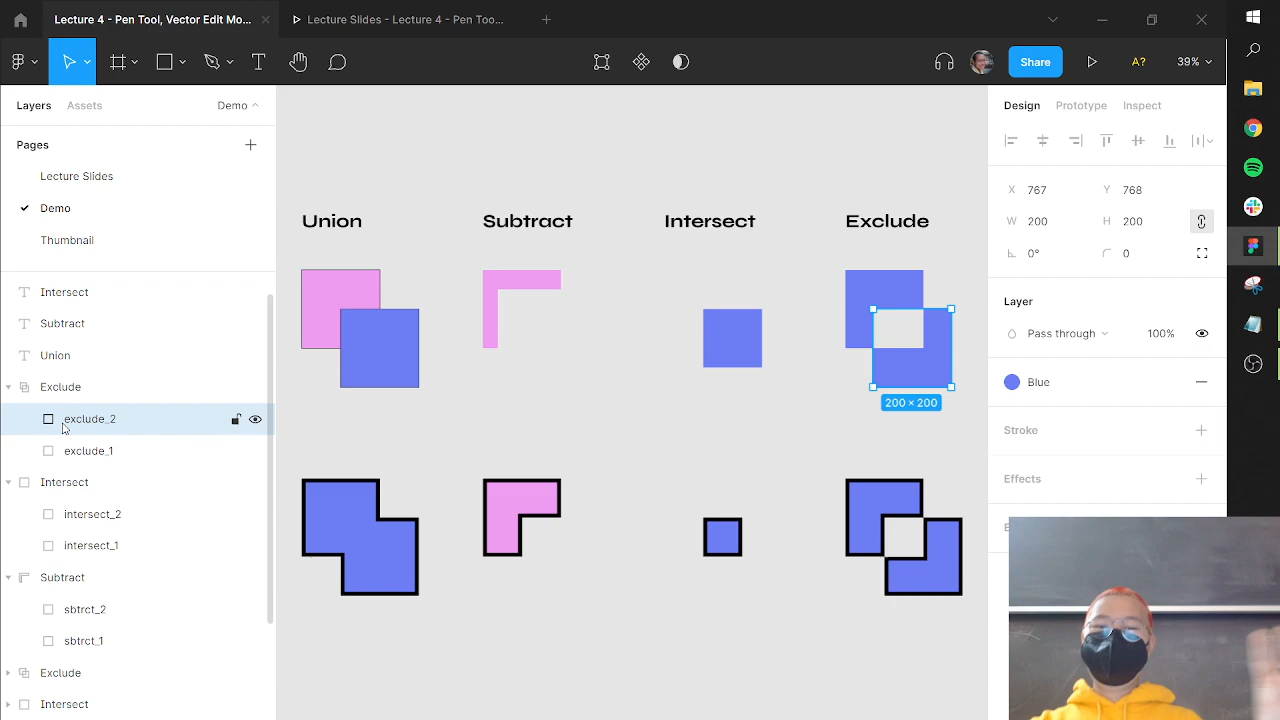 Lecture 4 - Pen Tool, Vector Edit Mo...
Lecture Slides - Lecture 4 - Pen Too...
Share
A?
39%
Layers
Assets
Demo
Pages
Lecture Slides
Demo
Thumbnail
Intersect
Subtract
Union
Exclude
exclude_2
exclude_1
Intersect
intersect_2
intersect_1
Subtract
sbtrct_2
sbtrct_1
Exclude
Intersect
Union
Subtract
Intersect
Exclude
200 × 200
Design
Prototype
Inspect
X 767
Y 768
W 200
H 200
0°
0
Layer
Pass through
100%
Blue
Stroke
Effects